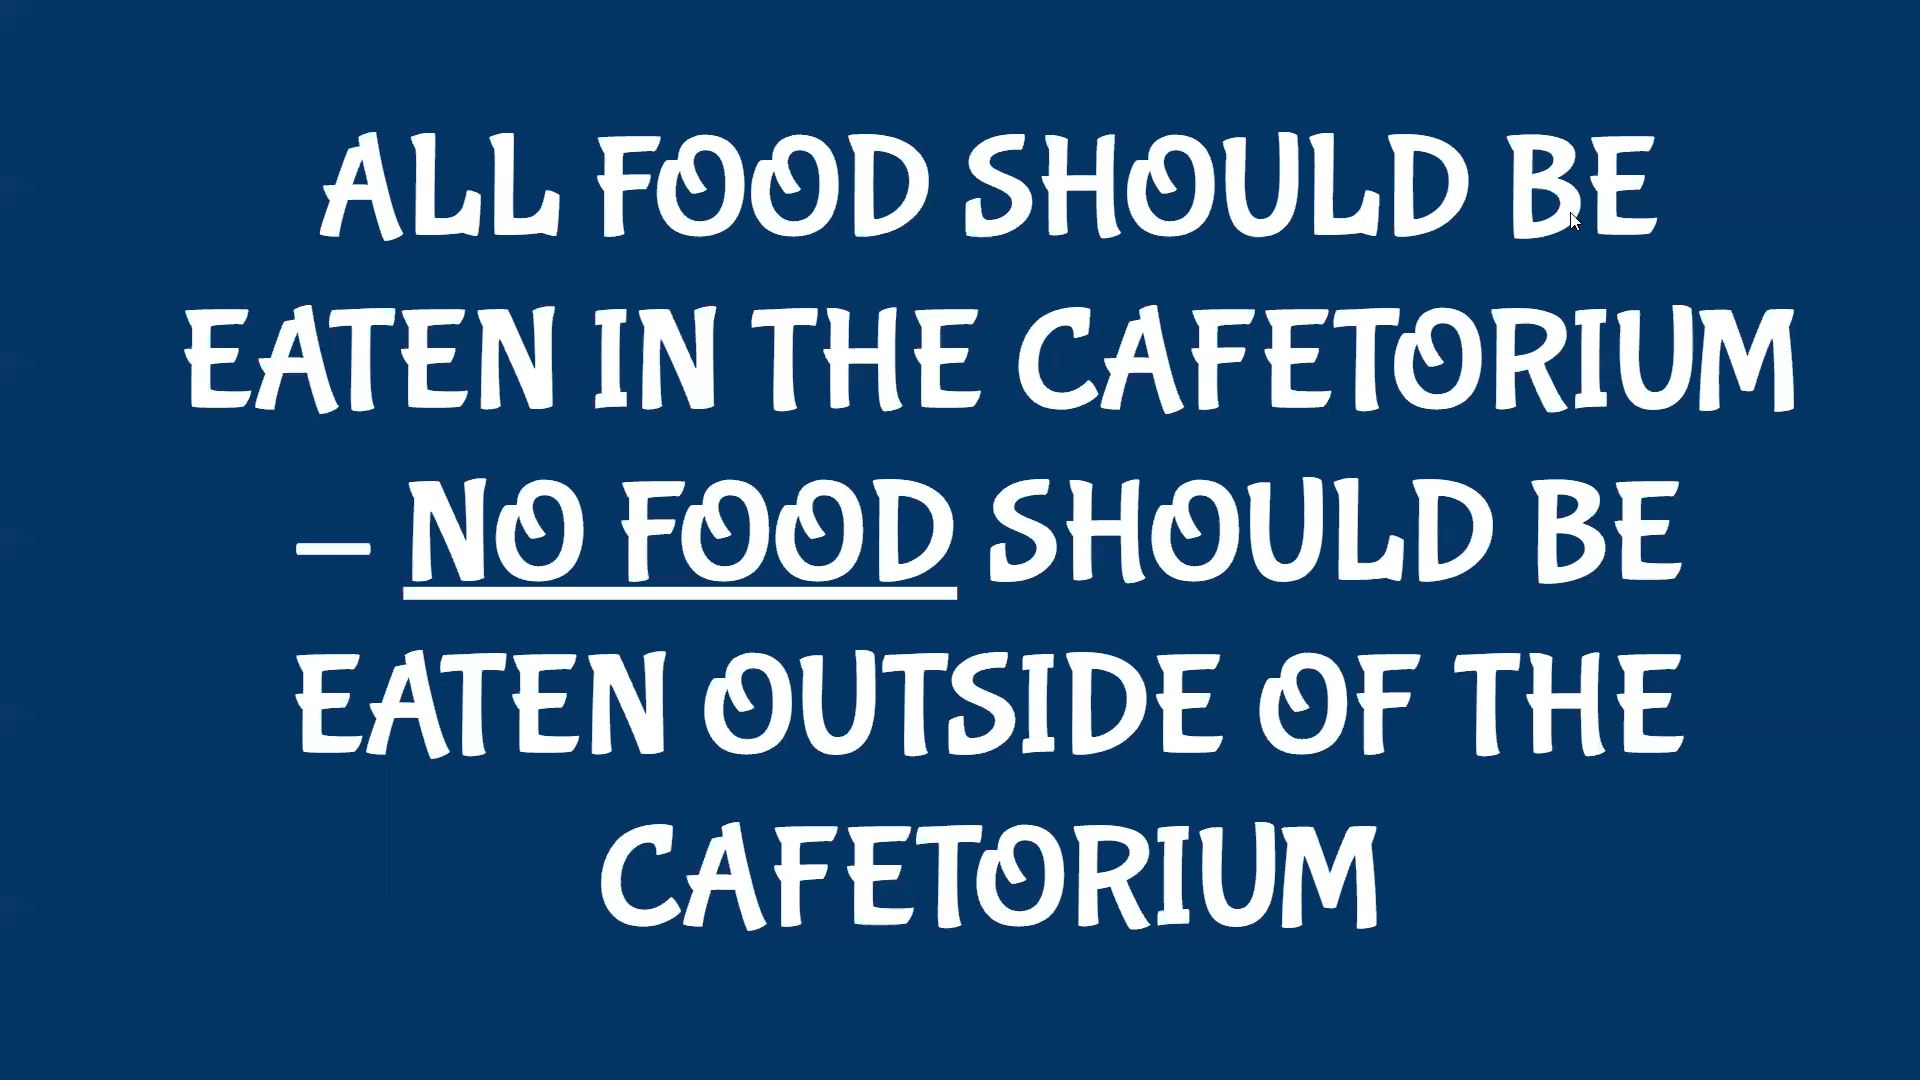 ALL FOOD SHOULD BE
EATEN IN THE CAFETORIUM
– NO FOOD SHOULD BE
EATEN OUTSIDE OF THE
CAFETORIUM